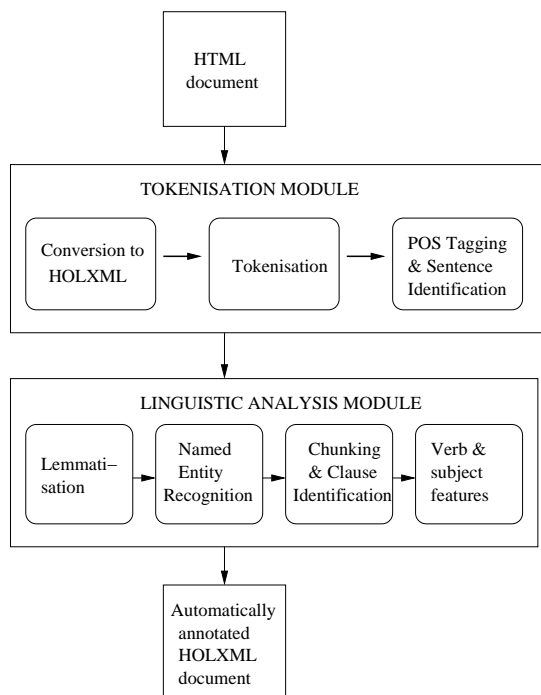 HTML
document
TOKENISATION MODULE
Conversion to
HOLXML
Tokenisation
POS Tagging
& Sentence
Identification
LINGUISTIC ANALYSIS MODULE
Lemmati–
sation
Named
Entity
Recognition
Chunking
& Clause
Identification
Verb &
subject
features
Automatically
annotated
HOLXML
document